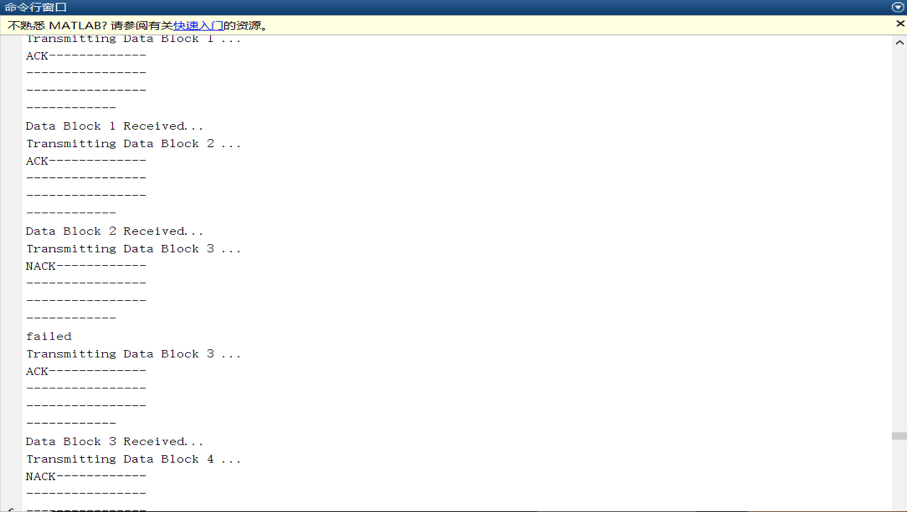 命令行窗口
不熟悉 MATLAB? 请参阅有关快速入门的资源。
Transmitting Data Block 1 ...
ACK-------------
----------------
----------------
------------
Data Block 1 Received...
Transmitting Data Block 2 ...
ACK-------------
----------------
----------------
------------
Data Block 2 Received...
Transmitting Data Block 3 ...
NACK------------
----------------
----------------
------------
failed
Transmitting Data Block 3 ...
ACK-------------
----------------
----------------
------------
Data Block 3 Received...
Transmitting Data Block 4 ...
NACK------------
----------------
----------------